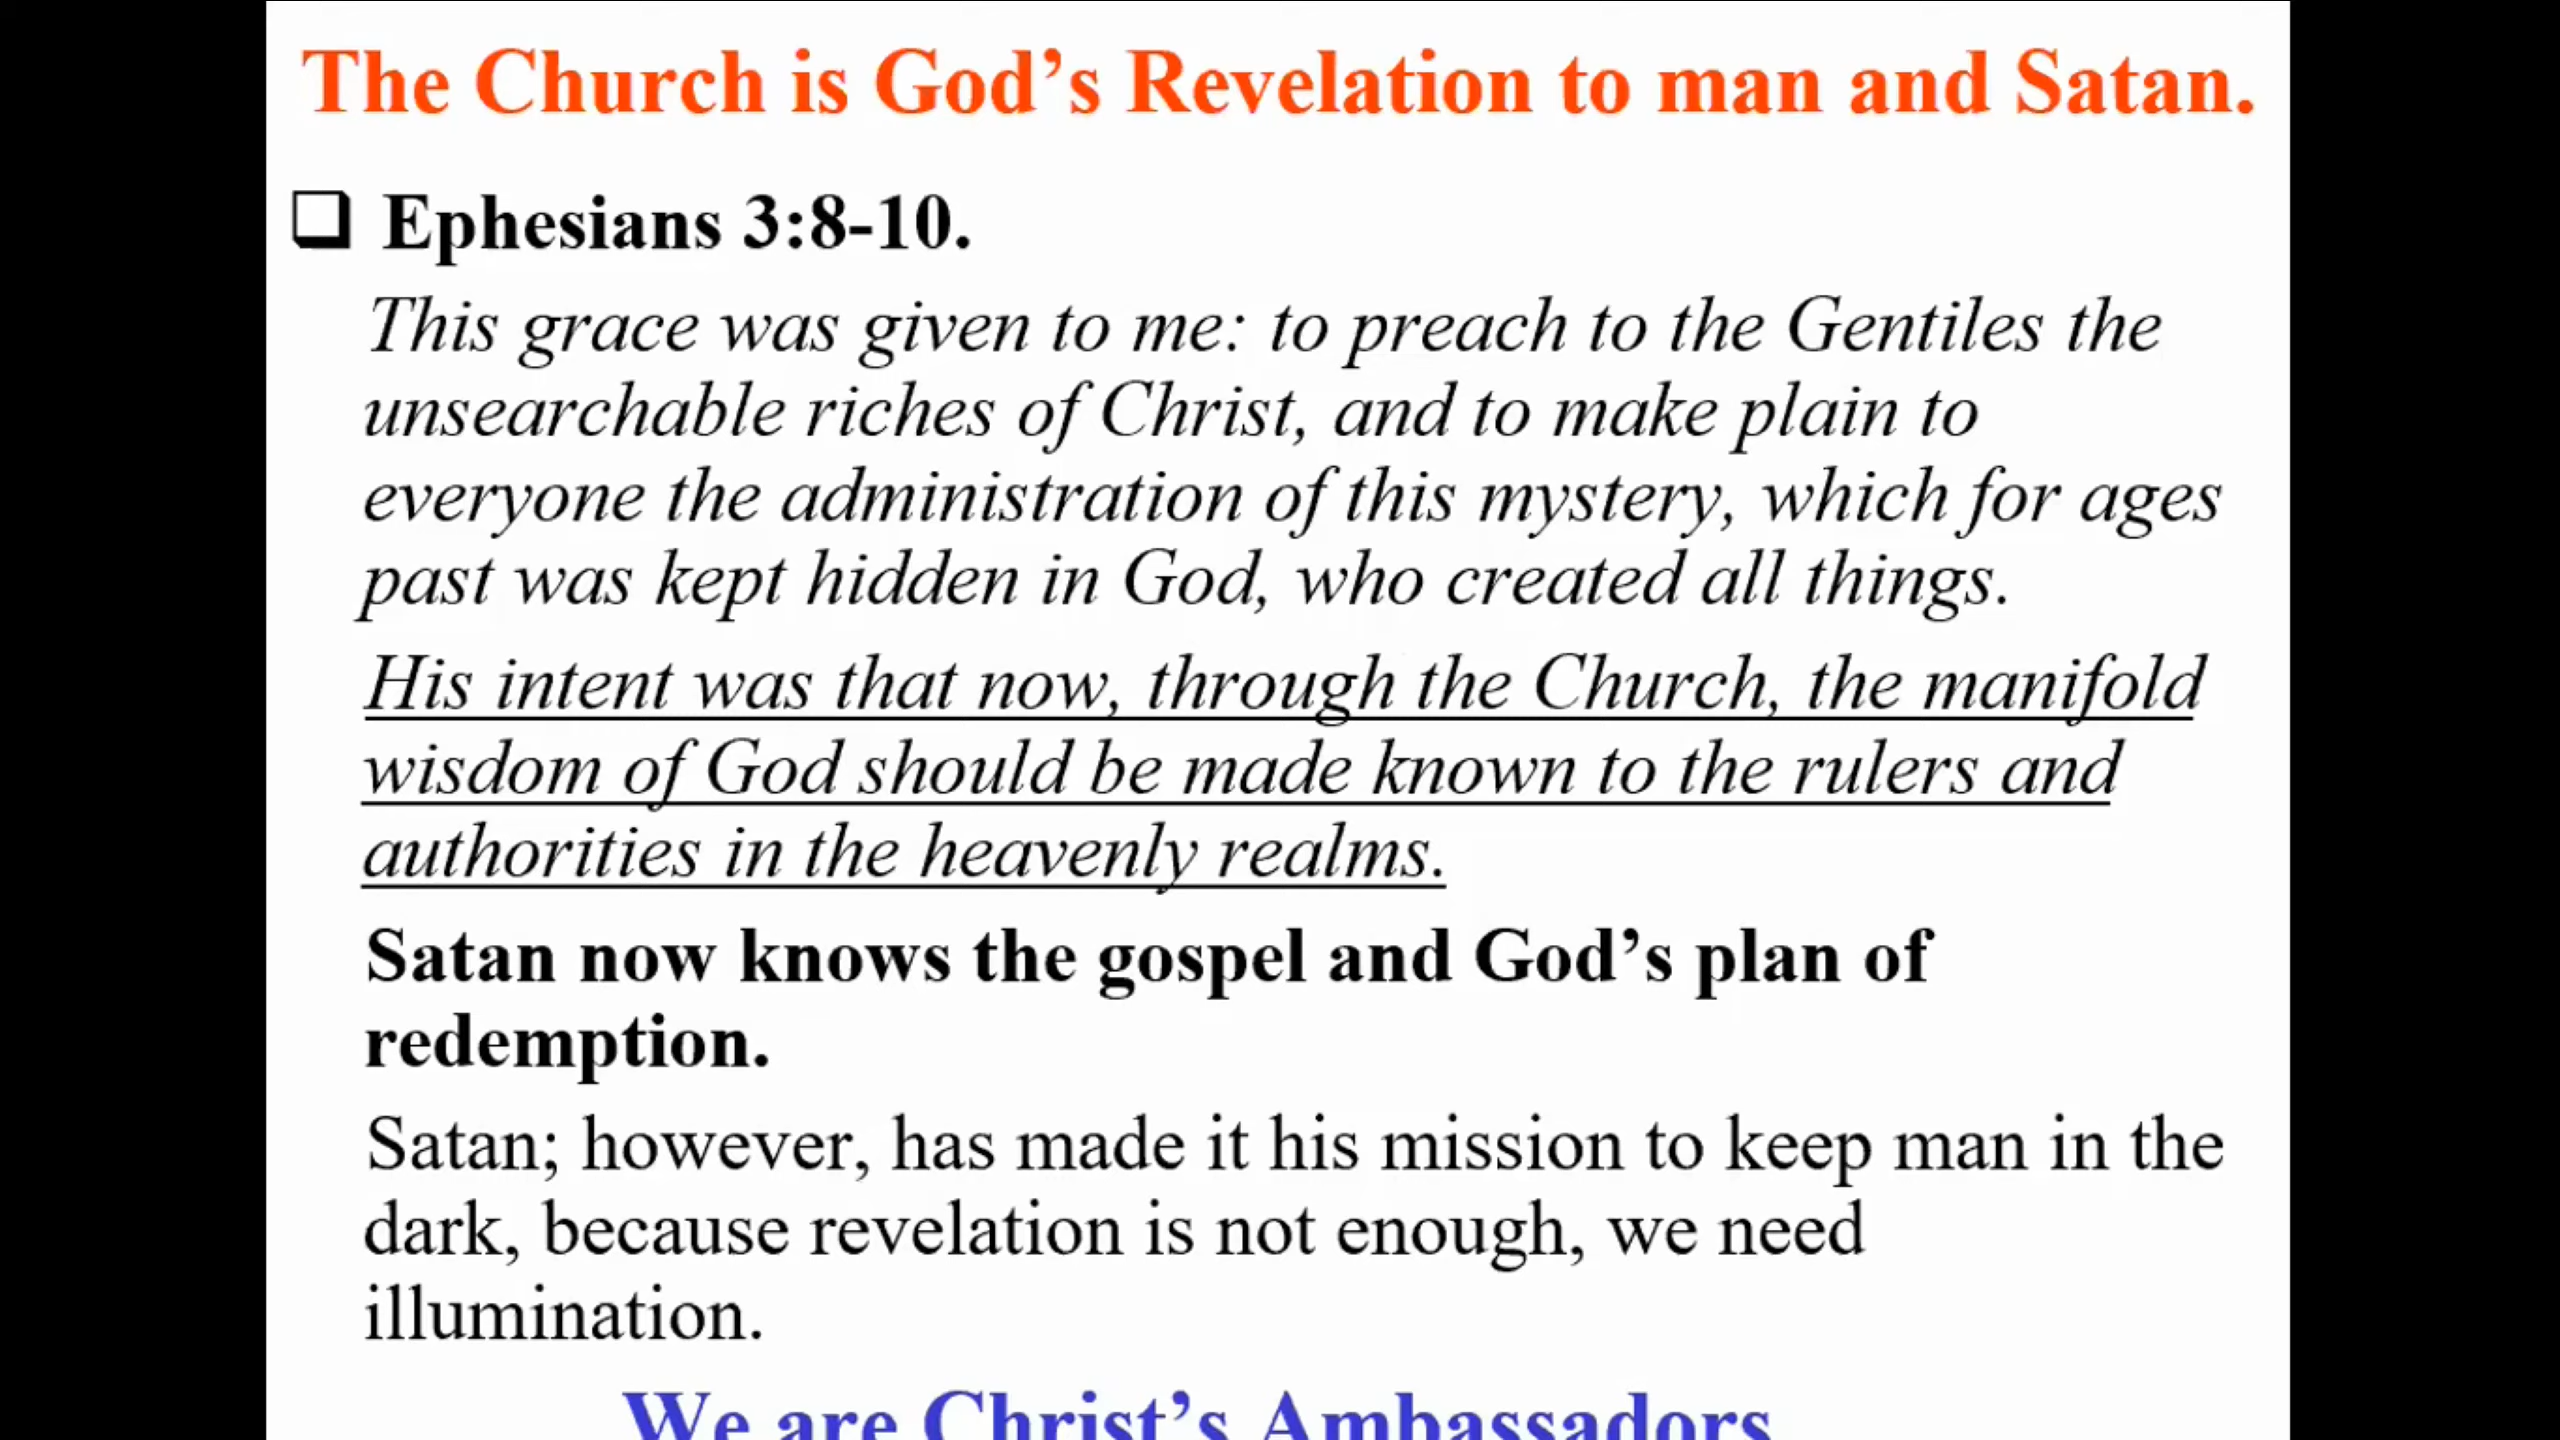 The Church is God's Revelation to man and Satan.
Ephesians 3:8-10.
This grace was given to me: to preach to the Gentiles the
unsearchable riches of Christ, and to make plain to
everyone the administration of this mystery, which for ages
past was kept hidden in God, who created all things.
His intent was that now, through the Church, the manifold
wisdom of God should be made known to the rulers and
authorities in the heavenly realms.
Satan now knows the gospel and God's plan of
redemption.
Satan; however, has made it his mission to keep man in the
dark, because revelation is not enough, we need
illumination.
We are Christ's Ambassadors